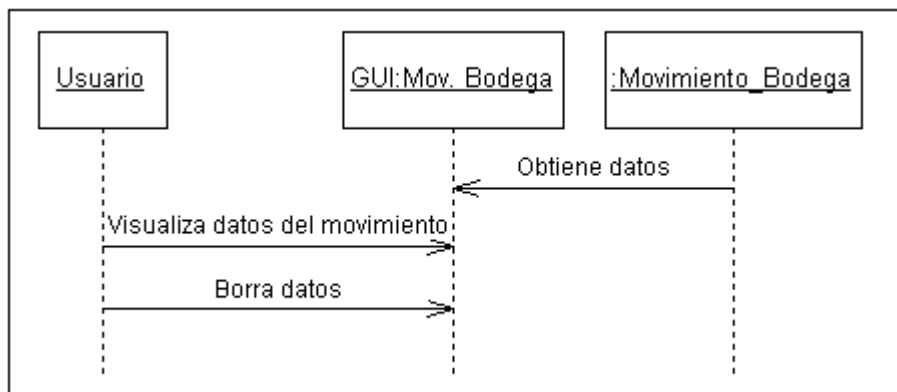 Usuario
GUI:Mov. Bodega
:Movimiento_Bodega
Obtiene datos
Visualiza datos del movimiento
Borra datos